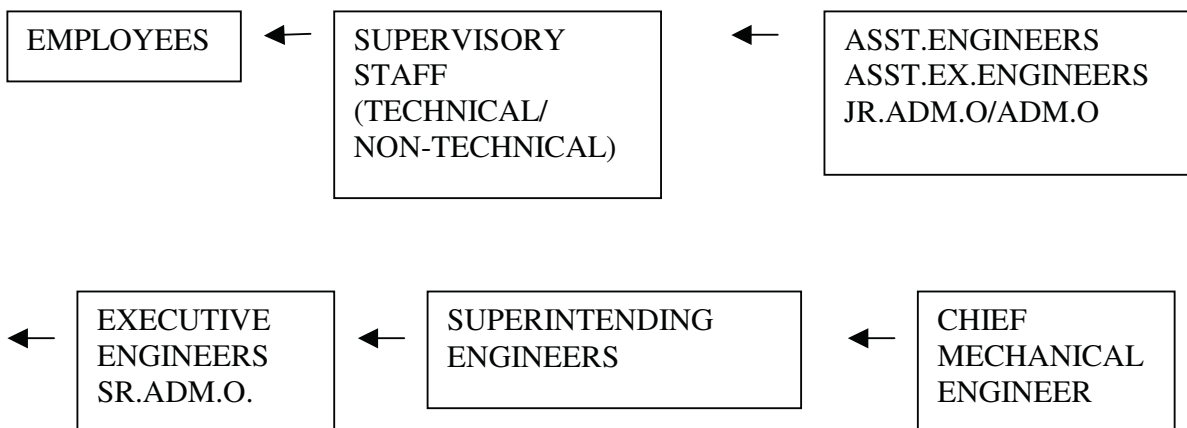 EMPLOYEES
SUPERVISORY
STAFF
(TECHNICAL/
NON-TECHNICAL)
ASST.ENGINEERS
ASST.EX.ENGINEERS
JR.ADM.O/ADM.O
EXECUTIVE
ENGINEERS
SR.ADM.O.
SUPERINTENDING
ENGINEERS
CHIEF
MECHANICAL
ENGINEER